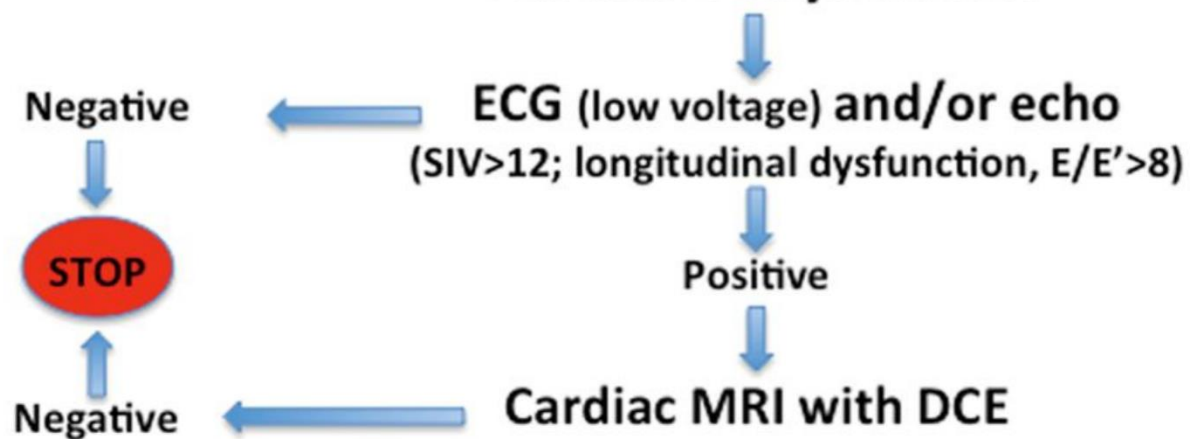 Negative
ECG (low voltage) and/or echo
(SIV>12; longitudinal dysfunction, E/E’>8)
STOP
Positive
Negative
Cardiac MRI with DCE